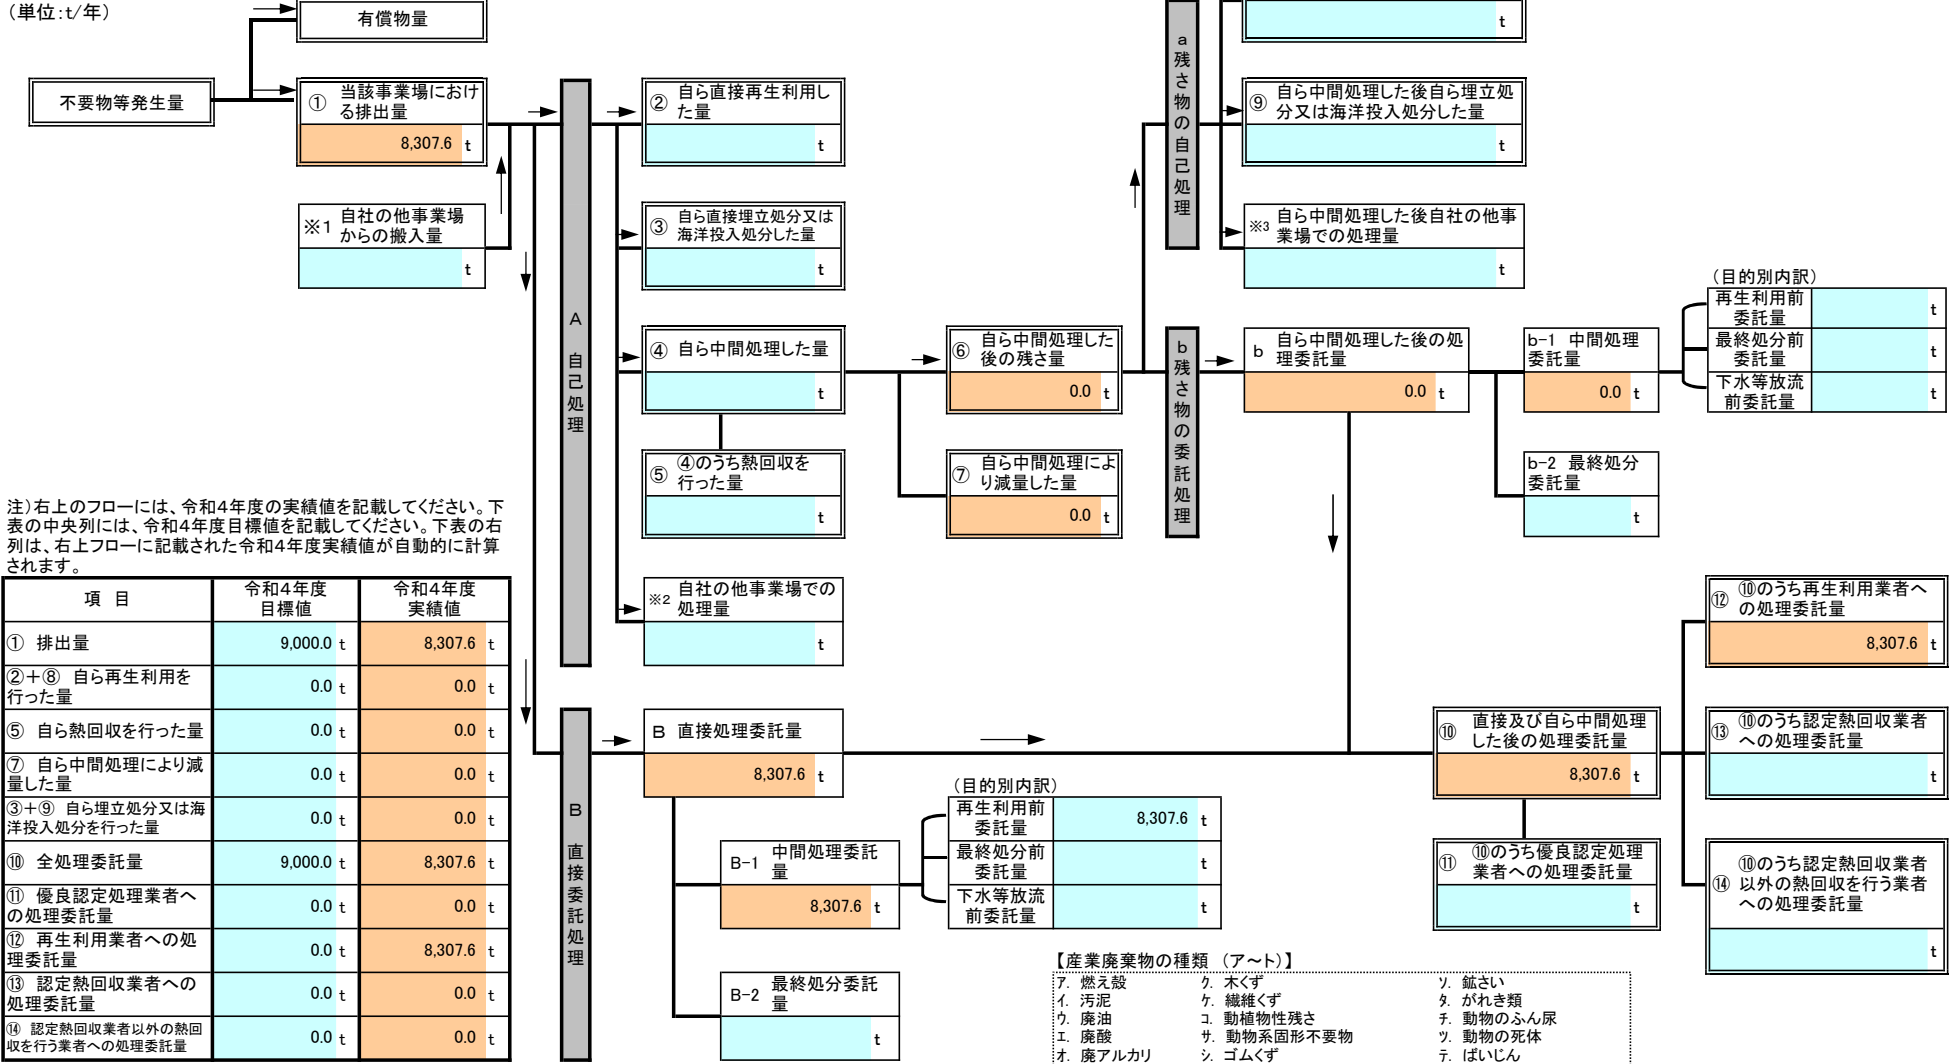 (単位:t/年)
有償物量
不要物等発生量
① 当該事業場におけ
る排出量
8,307.6 t
※1 自社の他事業場
からの搬入量
t
A
自
己
処
理
② 自ら直接再生利用し
た量
t
③ 自ら直接埋立処分又は
海洋投入処分した量
t
④ 自ら中間処理した量
t
⑤ ④のうち熱回収を
行った量
t
※2 自社の他事業場での
処理量
t
⑥ 自ら中間処理した
後の残さ量
0.0 t
⑦ 自ら中間処理によ
り減量した量
0.0 t
a
残
さ
物
の
自
己
処
理
t
⑨ 自ら中間処理した後自ら埋立処
分又は海洋投入処分した量
t
※3 自ら中間処理した後自社の他事
業場での処理量
t
b
残
さ
物
の
委
託
処
理
b 自ら中間処理した後の処
理委託量
0.0 t
b-1 中間処理
委託量
0.0 t
b-2 最終処分
委託量
t
(目的別内訳)
再生利用前
委託量
t
最終処分前
委託量
t
下水等放流
前委託量
t
注)右上のフローには、令和4年度の実績値を記載してください。下
表の中央列には、令和4年度目標値を記載してください。下表の右
列は、右上フローに記載された令和4年度実績値が自動的に計算
されます。
項 目 令和4年度 令和4年度
目標値 実績値
① 排出量 9,000.0 t 8,307.6 t
②+⑧ 自ら再生利用を
行った量 0.0 t 0.0 t
⑤ 自ら熱回収を行った量 0.0 t 0.0 t
⑦ 自ら中間処理により減
量した量 0.0 t 0.0 t
③+⑨ 自ら埋立処分又は海
洋投入処分を行った量 0.0 t 0.0 t
⑩ 全処理委託量 9,000.0 t 8,307.6 t
⑪ 優良認定処理業者へ
の処理委託量 0.0 t 0.0 t
⑫ 再生利用業者への処
理委託量 0.0 t 8,307.6 t
⑬ 認定熱回収業者への
処理委託量 0.0 t 0.0 t
⑭ 認定熱回収業者以外の熱回
収を行う業者への処理委託量 0.0 t 0.0 t
B
直
接
委
託
処
理
B 直接処理委託量
8,307.6 t
B-1 中間処理委託
量
8,307.6 t
B-2 最終処分委託
量
t
(目的別内訳)
再生利用前
委託量
8,307.6 t
最終処分前
委託量
t
下水等放流
前委託量
t
⑩ 直接及び自ら中間処理
した後の処理委託量
8,307.6 t
⑪ ⑩のうち優良認定処理
業者への処理委託量
t
⑫ ⑩のうち再生利用業者へ
の処理委託量
8,307.6 t
⑬ ⑩のうち認定熱回収業者
への処理委託量
t
⑭ ⑩のうち認定熱回収業者
以外の熱回収を行う業者
への処理委託量
t
【産業廃棄物の種類 (ア~ト)】
ア. 燃え殻 ク. 木くず ソ. 鉱さい
イ. 汚泥 ケ. 繊維くず タ. がれき類
ウ. 廃油 コ. 動植物性残さ チ. 動物のふん尿
エ. 廃酸 サ. 動物系固形不要物 ツ. 動物の死体
オ. 廃アルカリ シ. ゴムくず テ. ばいじん